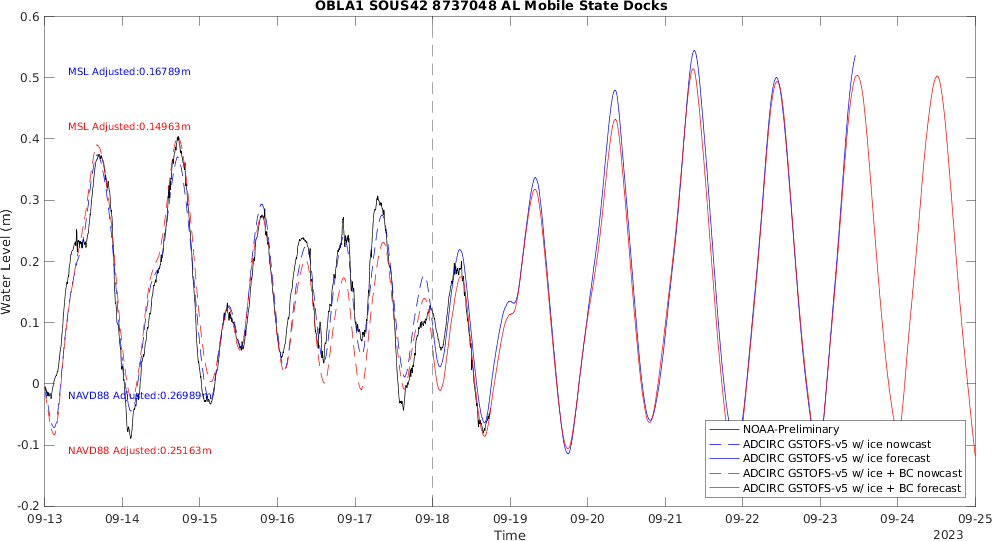 OBLA1 SOUS42 8737048 AL Mobile State Docks
0.6
0.5
0.4
0.3
0.2
0.1
0
-0.1
-0.2
Water Level (m)
MSL Adjusted:0.16789m
MSL Adjusted:0.14963m
NAVD88 Adjusted:0.26989m
NAVD88 Adjusted:0.25163m
NOAA-Preliminary
ADCIRC GSTOFS-v5 w/ ice nowcast
ADCIRC GSTOFS-v5 w/ ice forecast
ADCIRC GSTOFS-v5 w/ ice + BC nowcast
ADCIRC GSTOFS-v5 w/ ice + BC forecast
09-13 09-14 09-15 09-16 09-17 09-18 09-19 09-20 09-21 09-22 09-23 09-24 09-25
Time
2023